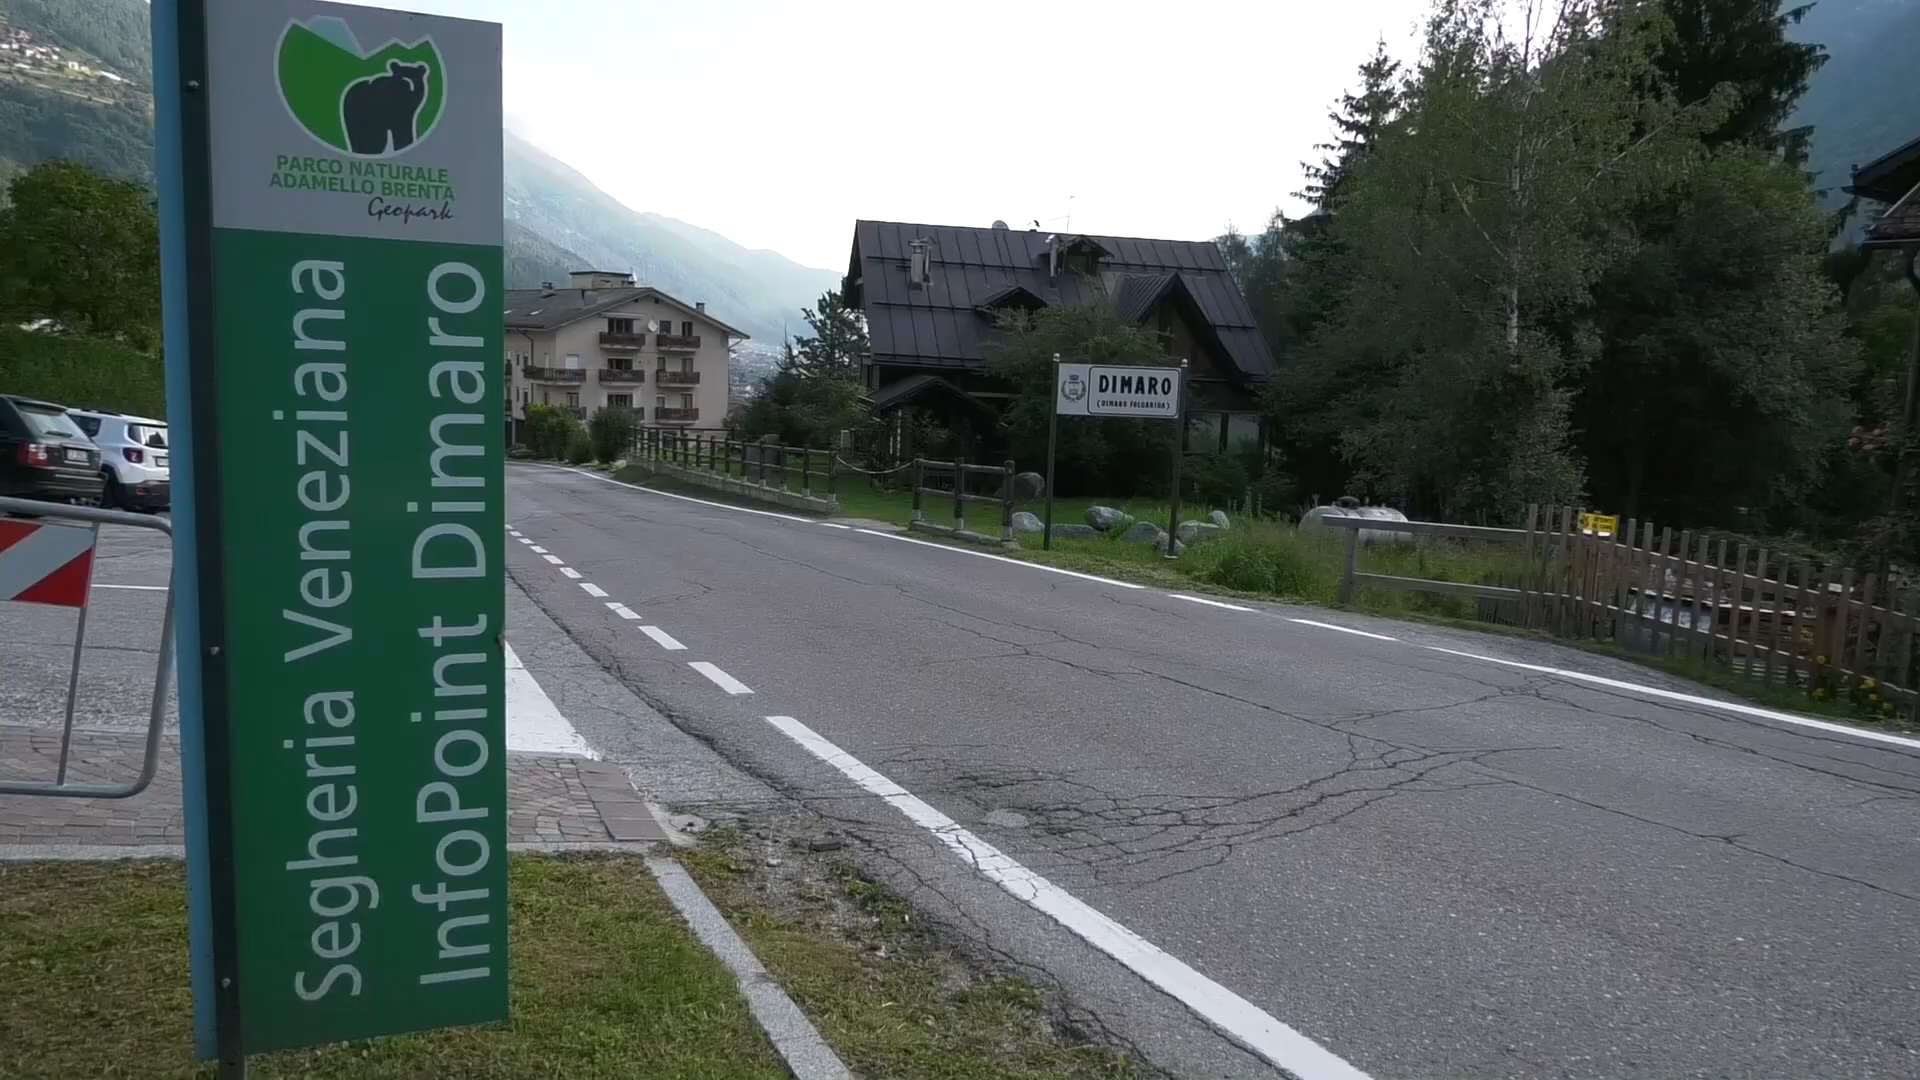 PARCO NATURALE
ADAMELLO BRENTA
Geopark
Segheria Veneziana
InfoPoint Dimaro
DIMARO
(DIMARO FOLGARIDA)